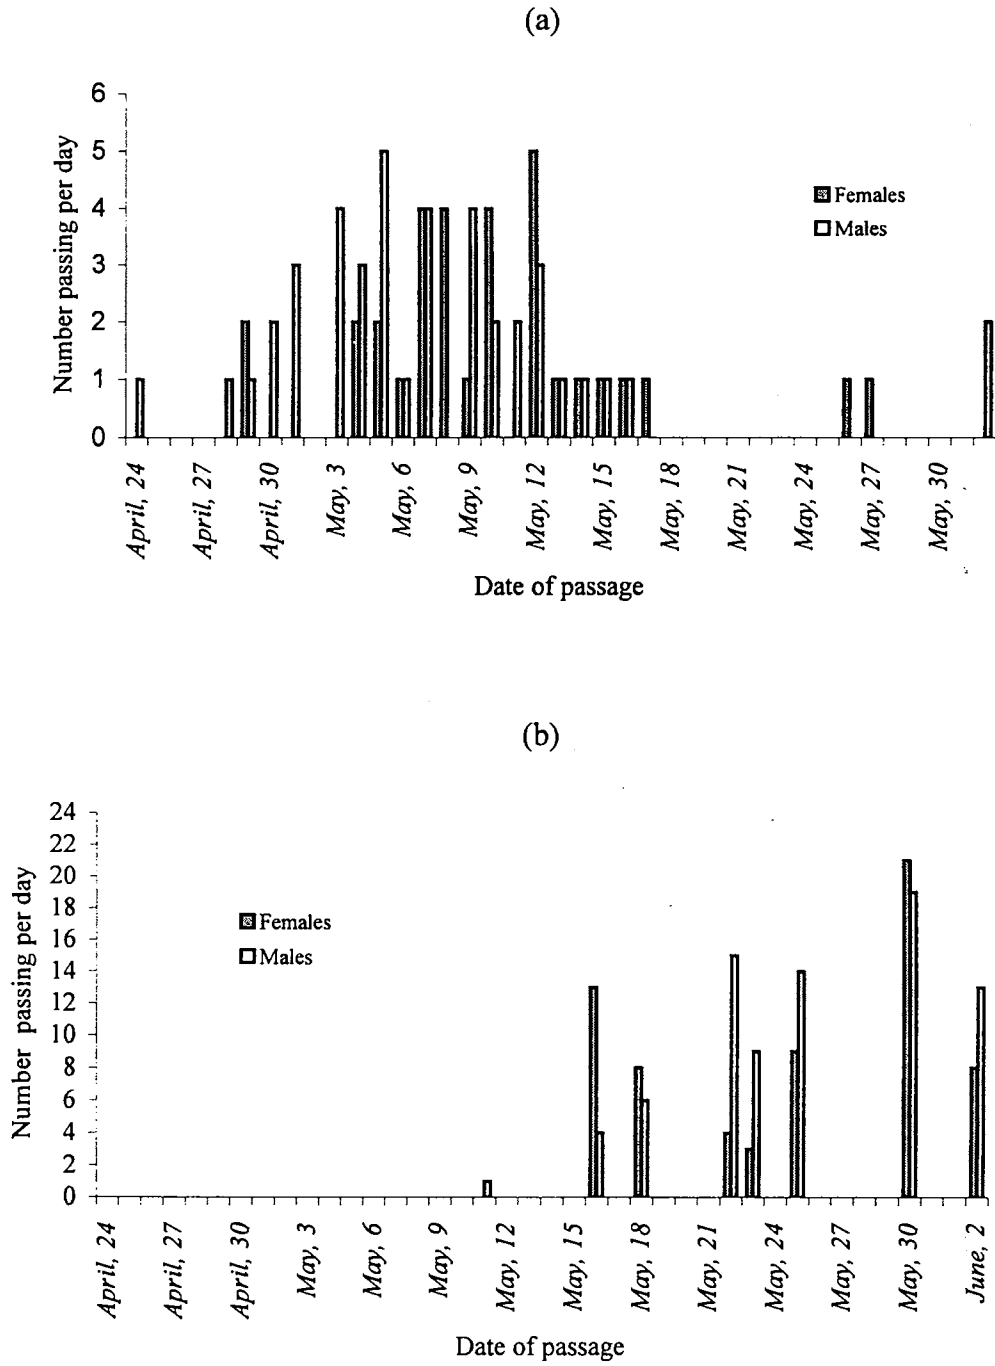 (a)
Number passing per day
6
5
4
3
2
1
0
Females
Males
April, 24
April, 27
April, 30
May, 3
May, 6
May, 9
May, 12
May, 15
May, 18
May, 21
May, 24
May, 27
May, 30
Date of passage
(b)
Number passing per day
24
22
20
18
16
14
12
10
8
6
4
2
0
Females
Males
April, 24
April, 27
April, 30
May, 3
May, 6
May, 9
May, 12
May, 15
May, 18
May, 21
May, 24
May, 27
May, 30
June, 2
Date of passage